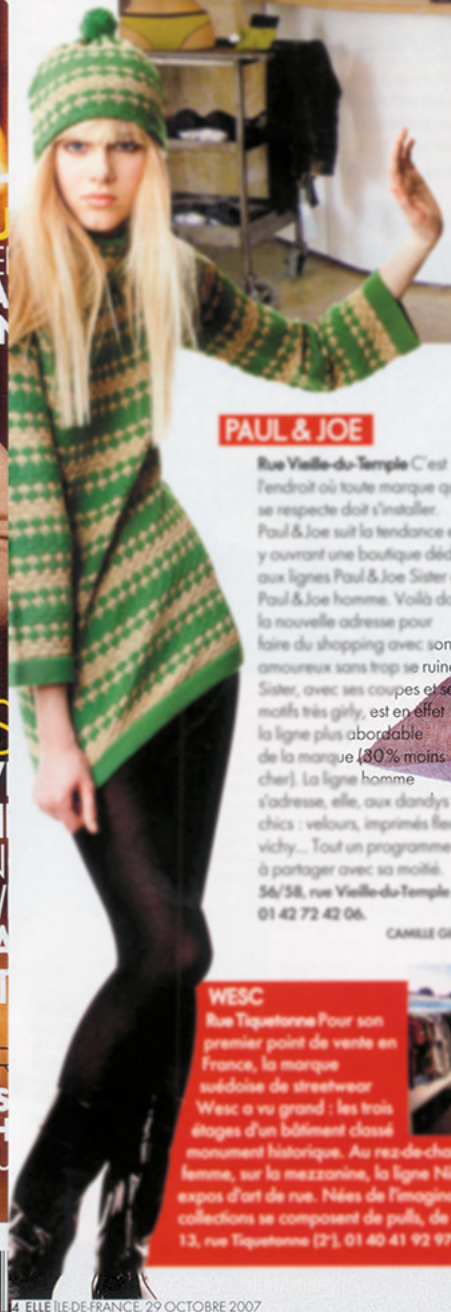 PAUL & JOE
Rue Vieille-du-Temple C'est
l'endroit où toute marque qu
se respecte doit s'installer.
Paul & Joe suit la tendance e
y ouvrant une boutique déd
aux lignes Paul & Joe Sister
Paul & Joe homme. Voilà do
la nouvelle adresse pour
faire du shopping avec son
amoureux sans trop se ruine
Sister, avec ses coupes et se
motifs très girly, est en effet
la ligne plus abordable
de la marque (30 % moins
cher). La ligne homme
s'adresse, elle, aux dandys
chics : velours, imprimés fleu
vichy... Tout un programme
à partager avec sa moitié.
56/58, rue Vieille-du-Temple
01 42 72 42 06.
CAMILLE GI
WESC
Rue Tiquetonne Pour son
premier point de vente en
France, la marque
suédoise de streetwear
Wesc a vu grand : les trois
étages d'un bâtiment classé
monument historique. Au rez-de-cha
femme, sur la mezzanine, la ligne Ni
expos d'art de rue. Nées de l'imagina
collections se composent de pulls, de
13, rue Tiquetonne (2e), 01 40 41 92 97
4 ELLE ÎLE-DE-FRANCE, 29 OCTOBRE 2007